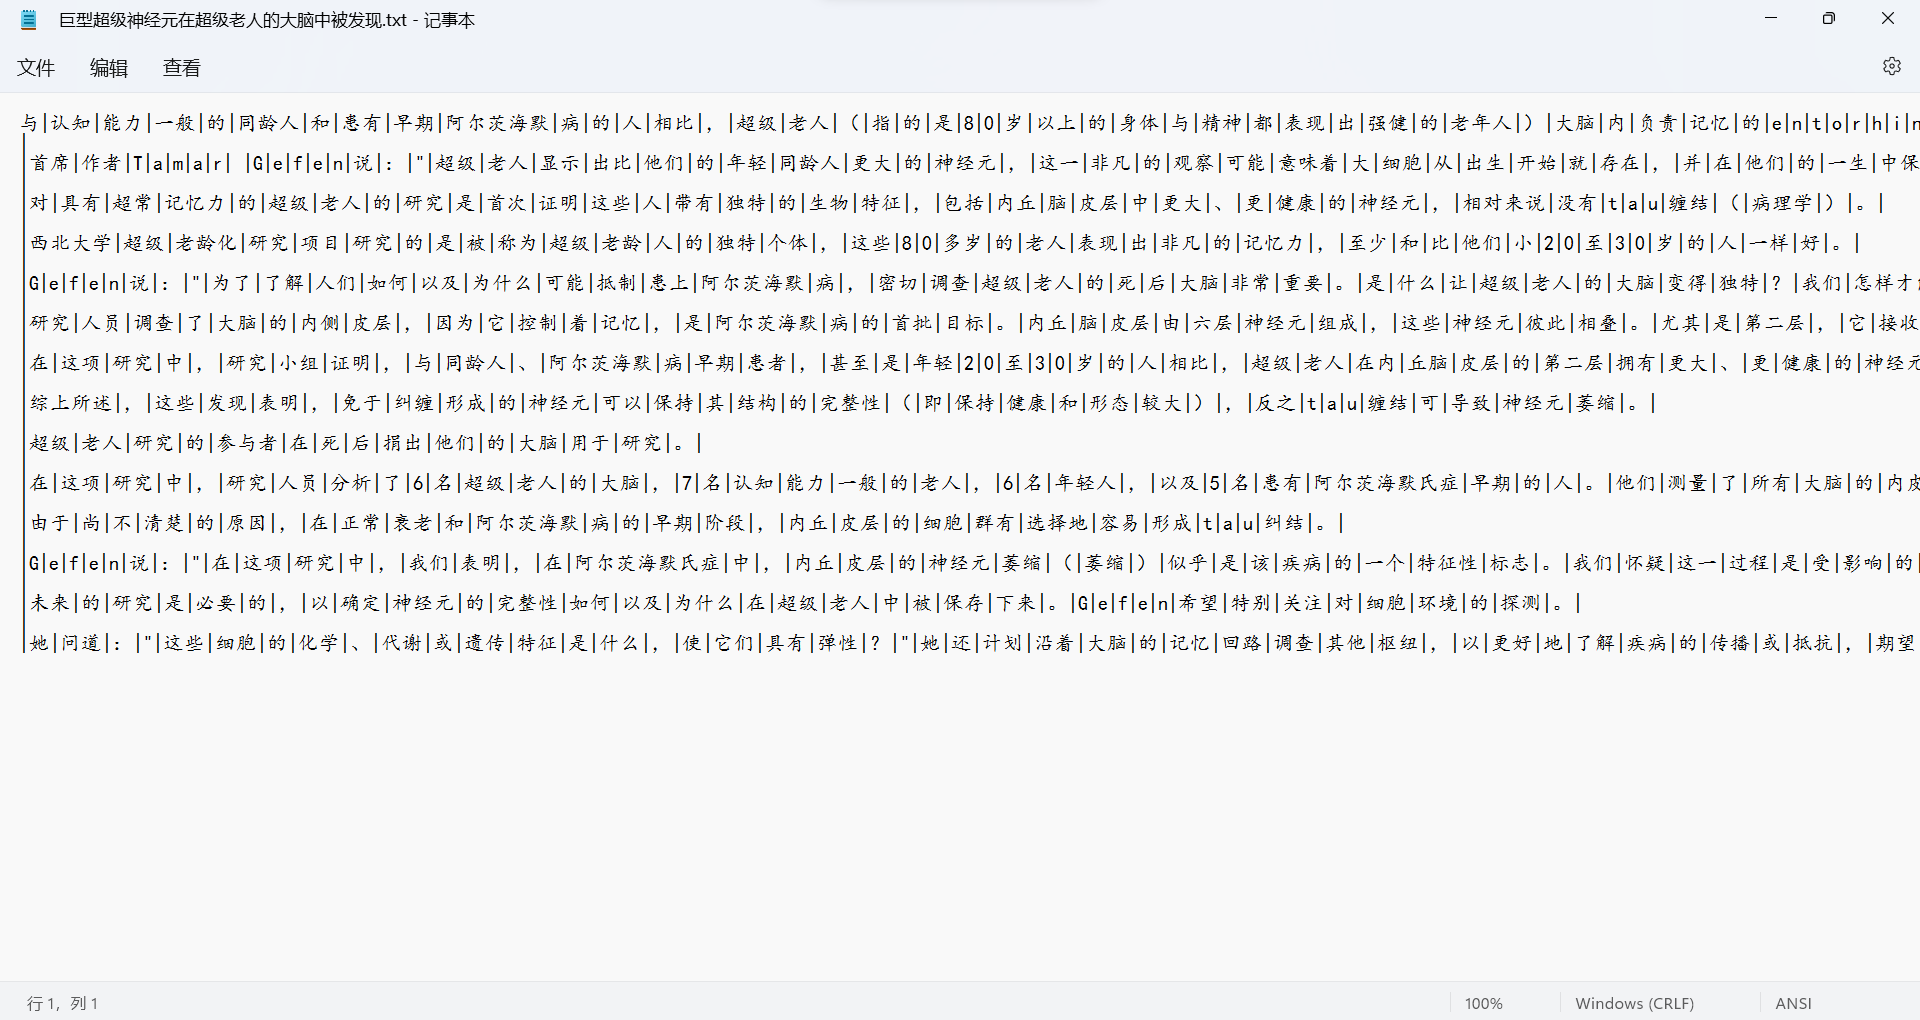 巨型超级神经元在超级老人的大脑中被发现.txt - 记事本
文件 编辑 查看
与|认知|能力|一般|的|同龄人|和|患有|早期|阿尔茨海默|病|的|人|相比|，|超级|老人|（|指|的|是|8|0|岁|以上|的|身体|与|精神|都|表现|出|强健|的|老年人|）|大脑|内|负责|记忆|的|e|n|t|o|r|h|i|n
|首席|作者|T|a|m|a|r| |G|e|f|e|n|说|：|"|超级|老人|显示|出比|他们|的|年轻|同龄人|更大|的|神经元|，|这一|非凡|的|观察|可能|意味着|大|细胞|从|出生|开始|就|存在|，|并|在|他们|的|一生|中保
|对|具有|超常|记忆力|的|超级|老人|的|研究|是|首次|证明|这些|人|带有|独特|的|生物|特征|，|包括|内丘|脑|皮层|中|更大|、|更|健康|的|神经元|，|相对来说|没有|t|a|u|缠结|（|病理学|）|。|
|西北大学|超级|老龄化|研究|项目|研究|的|是|被|称为|超级|老龄|人|的|独特|个体|，|这些|8|0|多岁|的|老人|表现|出|非凡|的|记忆力|，|至少|和|比|他们|小|2|0|至|3|0|岁|的|人|一样|好|。|
|G|e|f|e|n|说|：|"|为了|了解|人们|如何|以及|为什么|可能|抵制|患上|阿尔茨海默|病|，|密切|调查|超级|老人|的|死|后|大脑|非常|重要|。|是|什么|让|超级|老人|的|大脑|变得|独特|？|我们|怎样才
|研究|人员|调查|了|大脑|的|内侧|皮层|，|因为|它|控制|着|记忆|，|是|阿尔茨海默|病|的|首批|目标|。|内丘|脑|皮层|由|六层|神经元|组成|，|这些|神经元|彼此|相叠|。|尤其|是|第二层|，|它|接收
|在|这项|研究|中|，|研究|小组|证明|，|与|同龄人|、|阿尔茨海默|病|早期|患者|，|甚至|是|年轻|2|0|至|3|0|岁|的|人|相比|，|超级|老人|在内|丘脑|皮层|的|第二层|拥有|更大|、|更|健康|的|神经元
|综上所述|，|这些|发现|表明|，|免于|纠缠|形成|的|神经元|可以|保持|其|结构|的|完整性|（|即|保持|健康|和|形态|较大|）|，|反之|t|a|u|缠结|可|导致|神经元|萎缩|。|
|超级|老人|研究|的|参与者|在|死|后|捐出|他们|的|大脑|用于|研究|。|
|在|这项|研究|中|，|研究|人员|分析|了|6|名|超级|老人|的|大脑|，|7|名|认知|能力|一般|的|老人|，|6|名|年轻人|，|以及|5|名|患有|阿尔茨海默氏症|早期|的|人|。|他们|测量|了|所有|大脑|的|内皮
|由于|尚|不|清楚|的|原因|，|在|正常|衰老|和|阿尔茨海默|病|的|早期|阶段|，|内丘|皮层|的|细胞|群有|选择地|容易|形成|t|a|u|纠结|。|
|G|e|f|e|n|说|：|"|在|这项|研究|中|，|我们|表明|，|在|阿尔茨海默氏症|中|，|内丘|皮层|的|神经元|萎缩|（|萎缩|）|似乎|是|该|疾病|的|一个|特征性|标志|。|我们|怀疑|这一|过程|是|受|影响|的|
|未来|的|研究|是|必要|的|，|以|确定|神经元|的|完整性|如何|以及|为什么|在|超级|老人|中|被|保存|下来|。|G|e|f|e|n|希望|特别|关注|对|细胞|环境|的|探测|。|
|她|问道|：|"|这些|细胞|的|化学|、|代谢|或|遗传|特征|是|什么|，|使|它们|具有|弹性|？|"|她|还|计划|沿着|大脑|的|记忆|回路|调查|其他|枢纽|，|以|更好|地|了解|疾病|的|传播|或|抵抗|，|期望
行 1，列 1 100% Windows (CRLF) ANSI